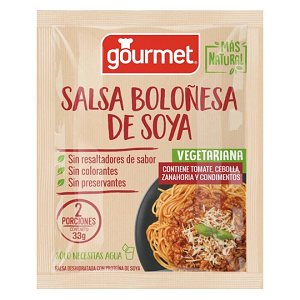 gourmet
MÁS
NATURAL
SALSA BOLOÑESA
DE SOYA
VEGETARIANA
CONTIENE TOMATE, CEBOLLA,
ZANAHORIA Y CONDIMENTOS
Sin resaltadores de sabor
Sin colorantes
Sin preservantes
2
PORCIONES
CONTENIDO
33g
SOLO NECESITAS AGUA
SALSA DESHIDRATADA CON PROTEÍNA DE SOYA